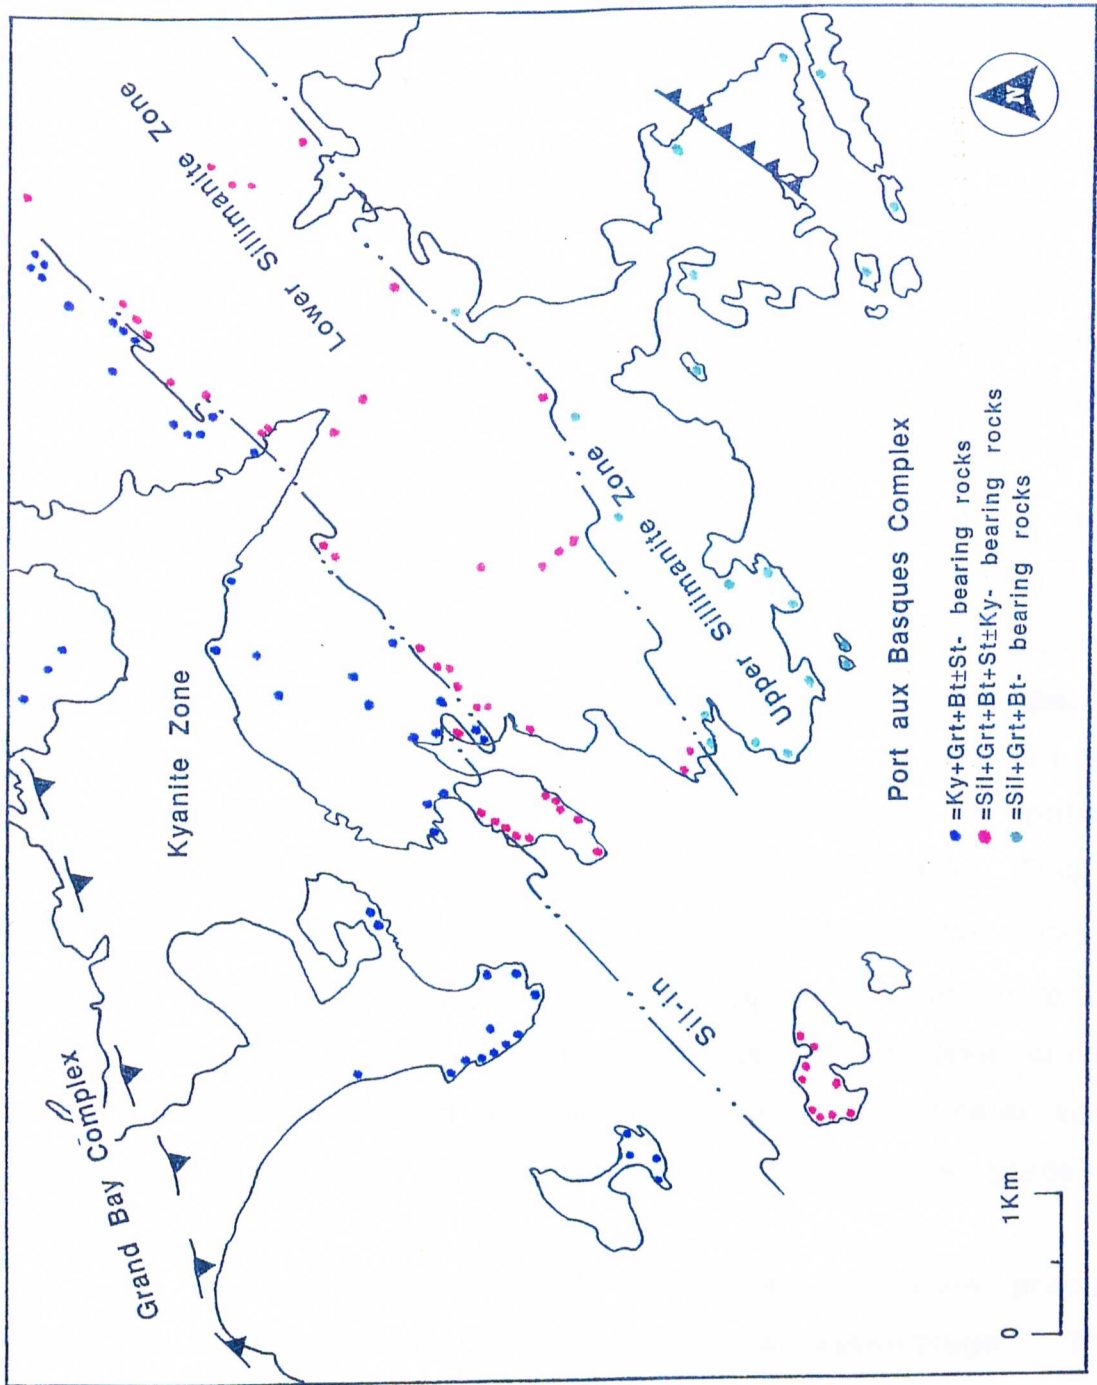 Grand Bay Complex
Kyanite Zone
Lower Sillimanite Zone
Sil-in
Upper Sillimanite Zone
Port aux Basques Complex
=Ky+Grt+Bt±St- bearing rocks
=Sil+Grt+Bt+St±Ky- bearing rocks
=Sil+Grt+Bt- bearing rocks
0 1Km
N